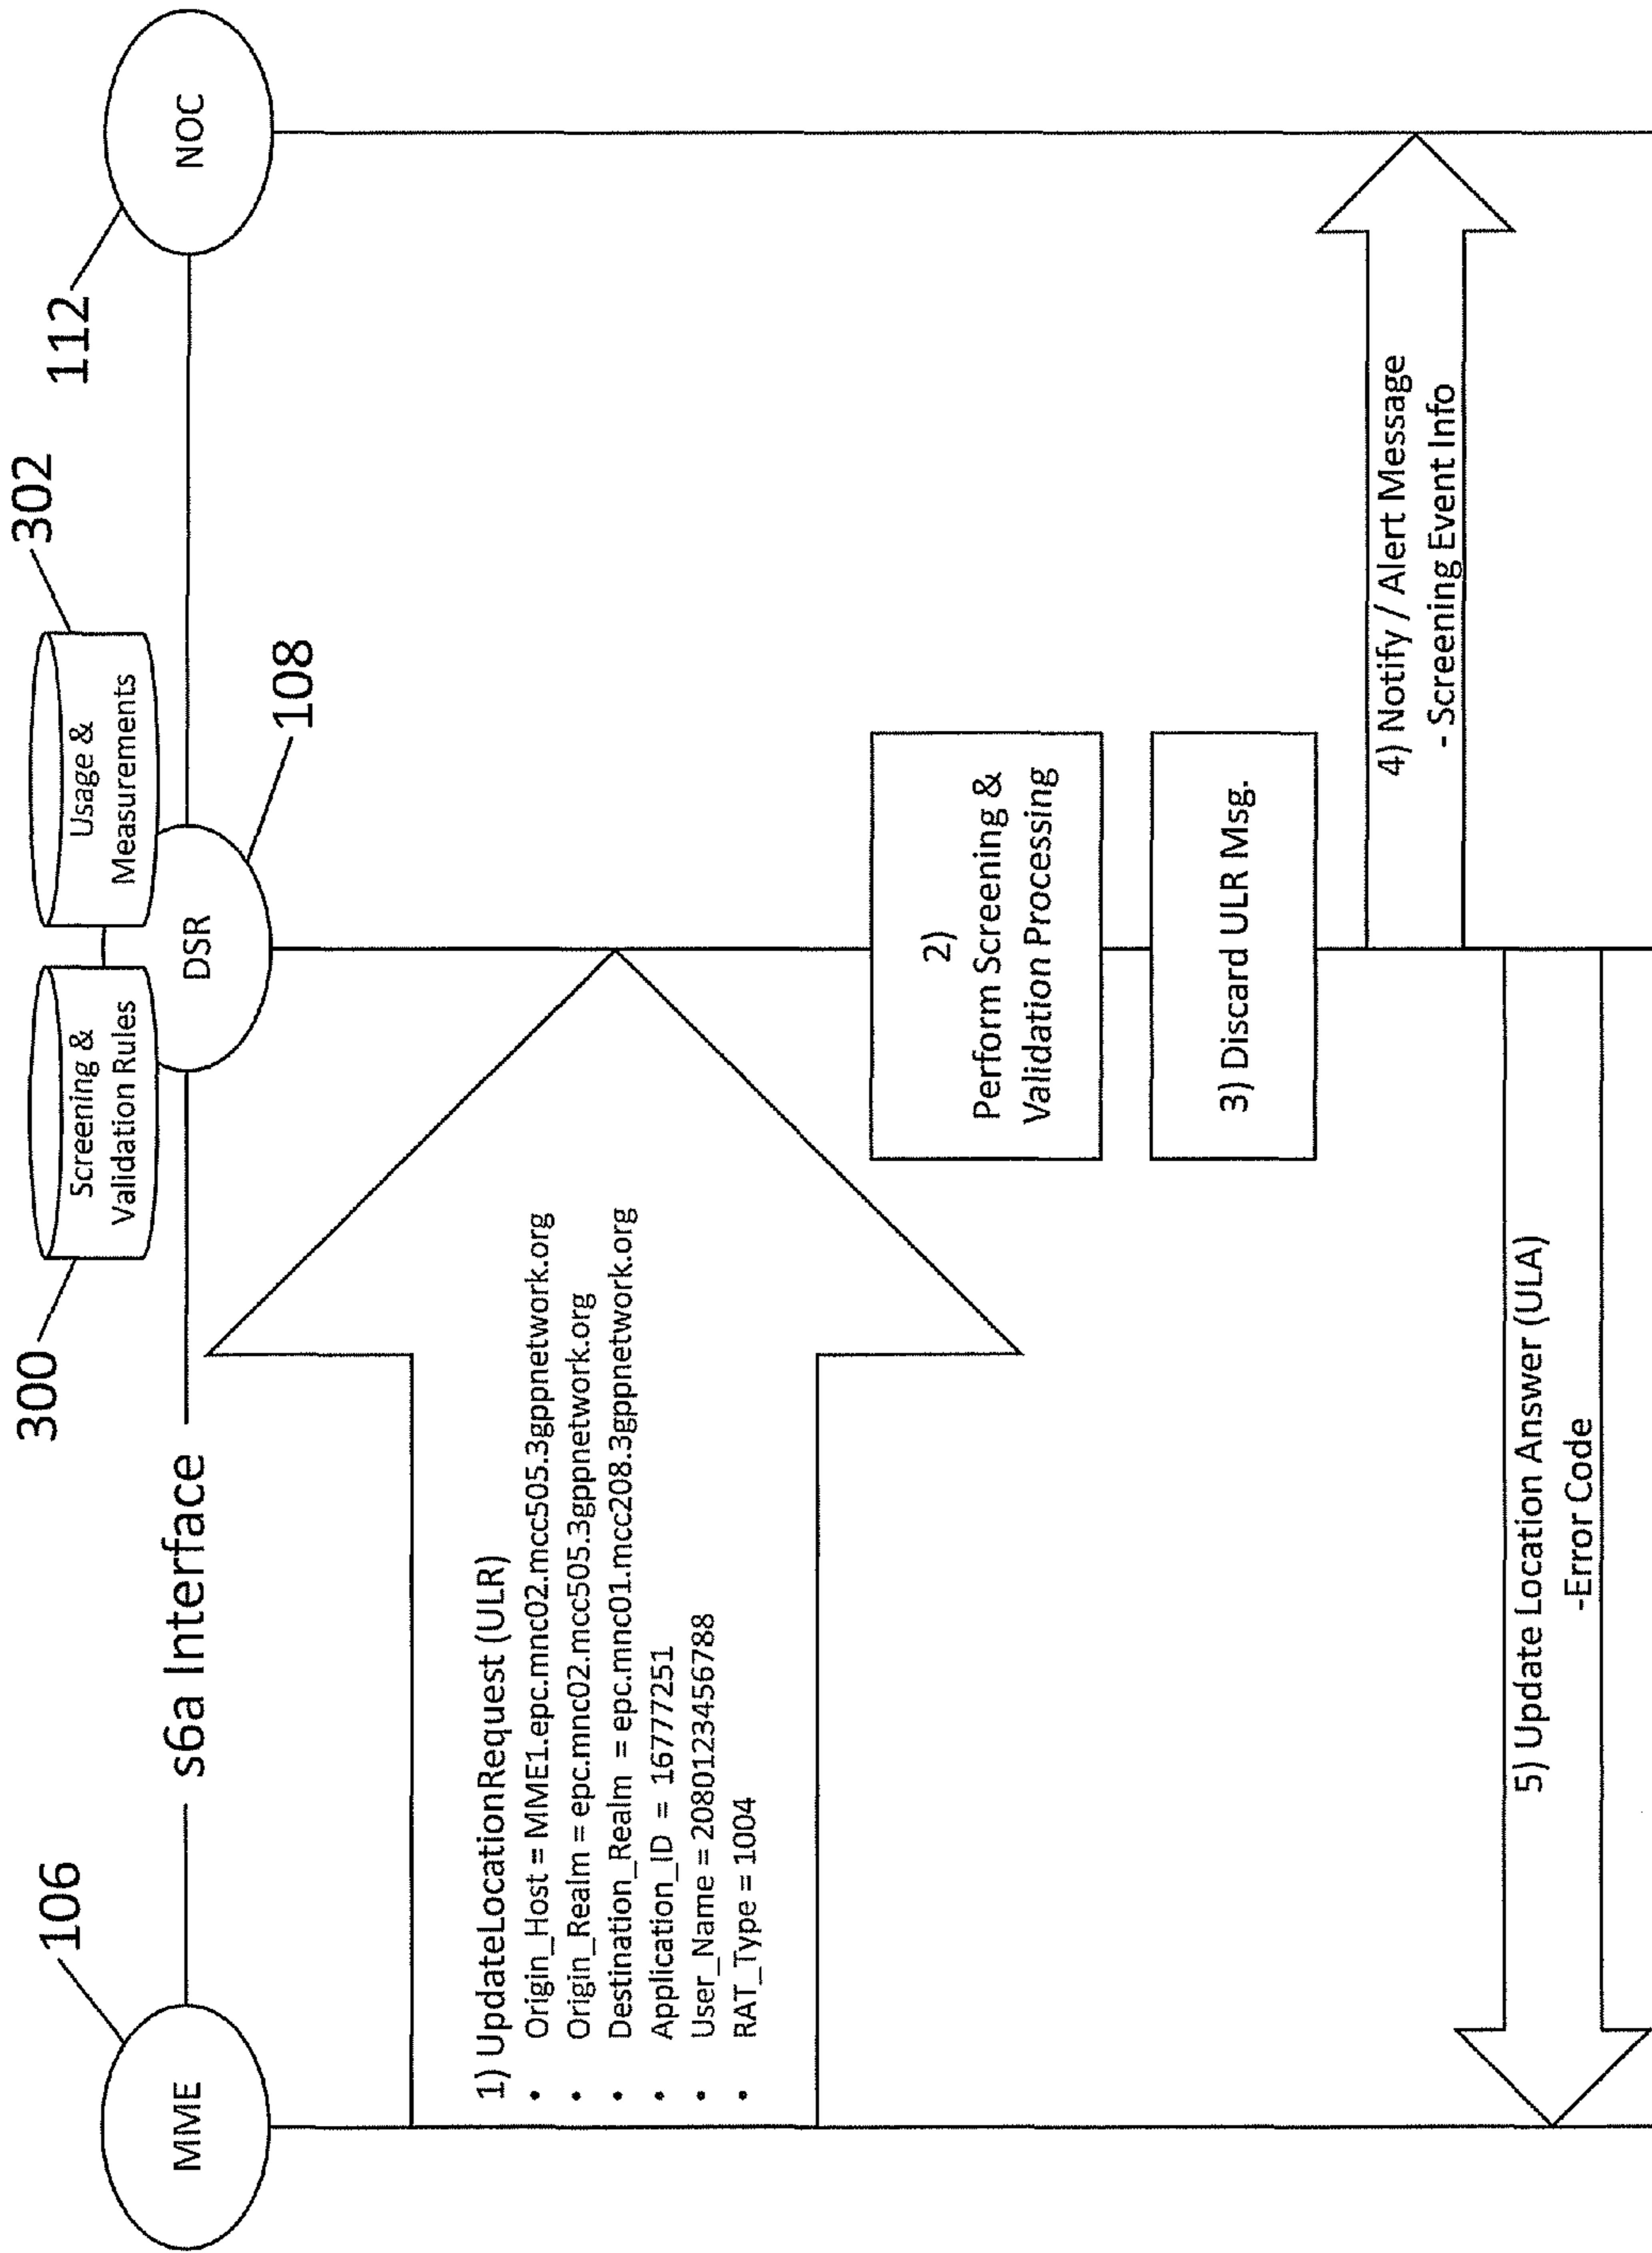 300
302
112
106
Screening &
Validation Rules
Usage &
Measurements
MME
s6a Interface
DSR
NOC
108
1) UpdateLocationRequest (ULR)
• Origin_Host = MME1.epc.mnc02.mcc505.3gppnetwork.org
• Origin_Realm = epc.mnc02.mcc505.3gppnetwork.org
• Destination_Realm = epc.mnc01.mcc208.3gppnetwork.org
• Application_ID = 16777251
• User_Name = 208012345678​8
• RAT_Type = 1004
2)
Perform Screening &
Validation Processing
3) Discard ULR Msg.
4) Notify / Alert Message
- Screening Event Info
5) Update Location Answer (ULA)
-Error Code